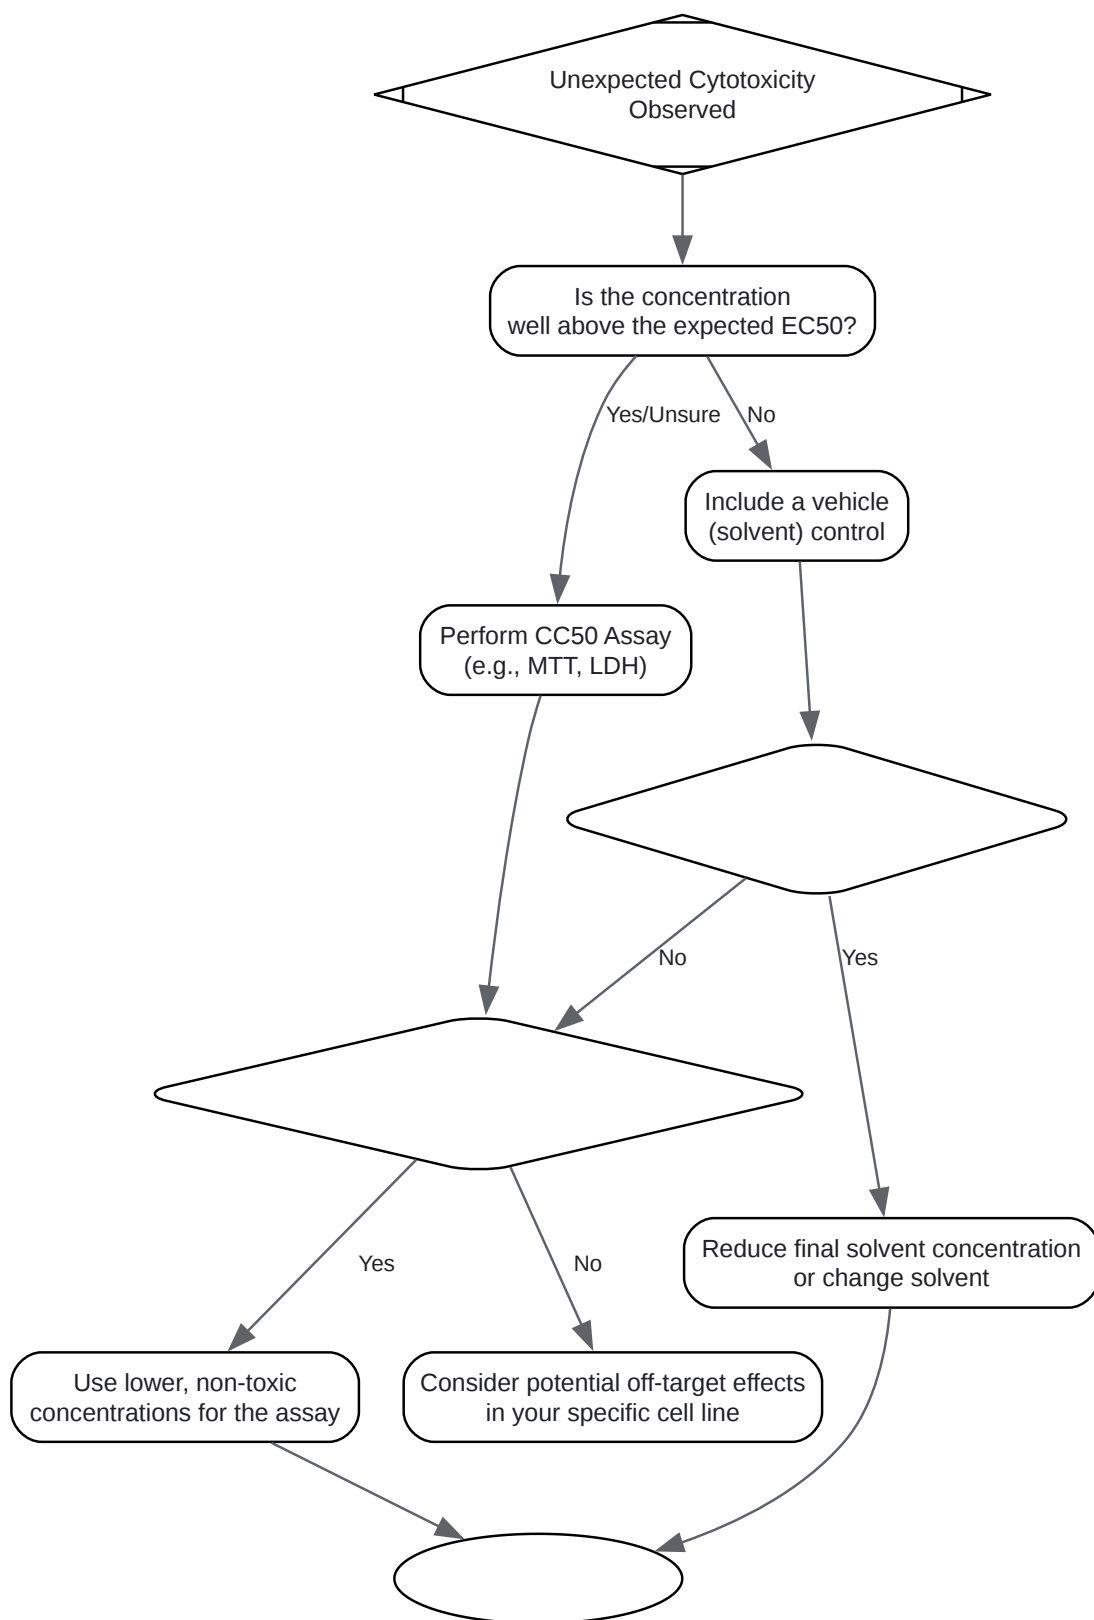 Unexpected Cytotoxicity
Observed
Is the concentration
well above the expected EC50?
Yes/Unsure
No
Include a vehicle
(solvent) control
Perform CC50 Assay
(e.g., MTT, LDH)
No
Yes
Reduce final solvent concentration
or change solvent
Yes
No
Use lower, non-toxic
concentrations for the assay
Consider potential off-target effects
in your specific cell line